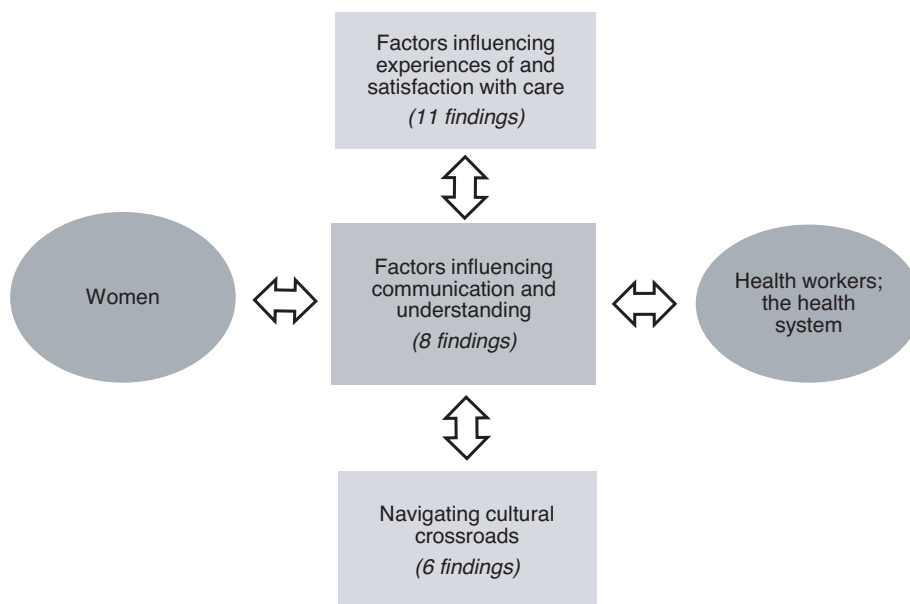 Factors influencing
experiences of and
satisfaction with care
(11 findings)
Women
Factors influencing
communication and
understanding
(8 findings)
Health workers;
the health
system
Navigating cultural
crossroads
(6 findings)